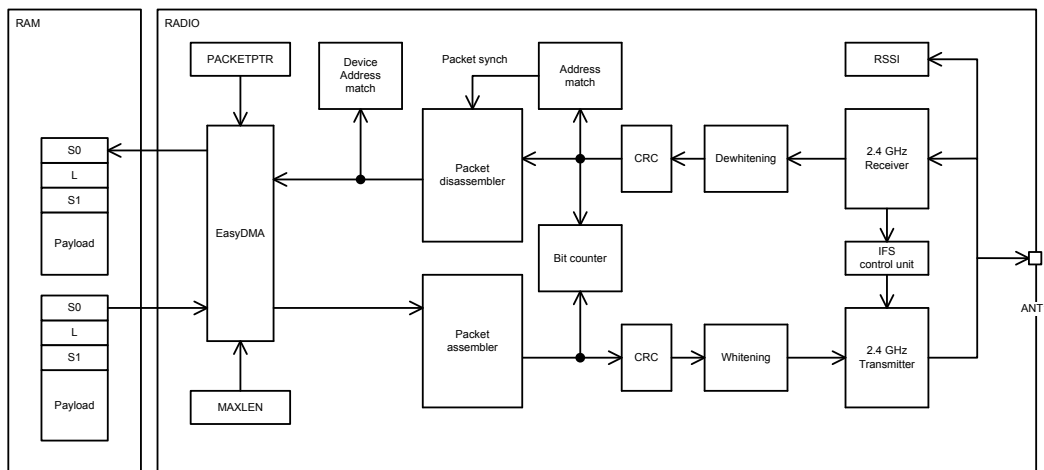 RAM
RADIO
PACKETPTR
Device
Address
match
Packet synch
Address
match
RSSI
S0
L
S1
Payload
EasyDMA
Packet
disassembler
CRC
Dewhitening
2.4 GHz
Receiver
Bit counter
IFS
control unit
ANT
S0
L
S1
Payload
MAXLEN
Packet
assembler
CRC
Whitening
2.4 GHz
Transmitter